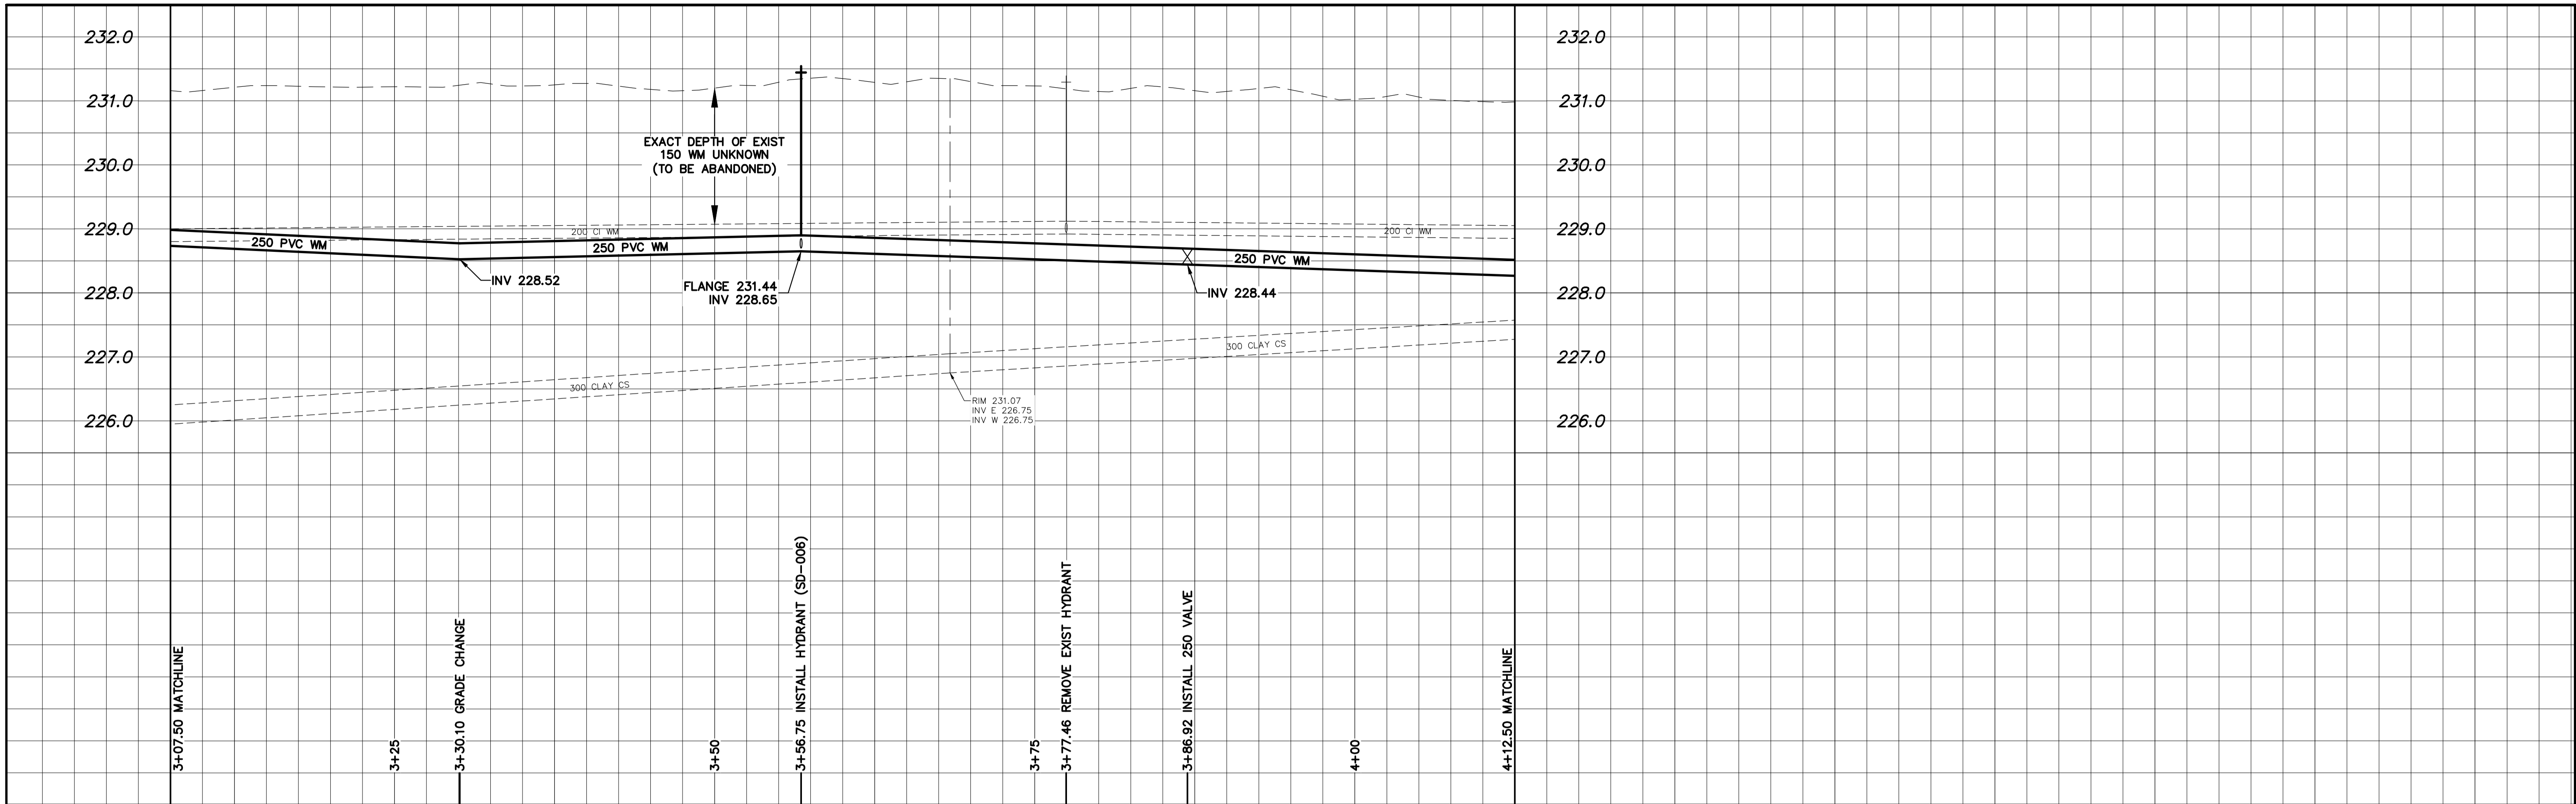 232.0
231.0
230.0
229.0
228.0
227.0
226.0
EXACT DEPTH OF EXIST
150 WM UNKNOWN
(TO BE ABANDONED)
200 CI WM
200 CI WM
250 PVC WM
250 PVC WM
250 PVC WM
INV 228.52
FLANGE 231.44
INV 228.65
INV 228.44
300 CLAY CS
300 CLAY CS
RIM 231.07
INV E 226.75
INV W 226.75
232.0
231.0
230.0
229.0
228.0
227.0
226.0
3+07.50 MATCHLINE
3+25
3+30.10 GRADE CHANGE
3+50
3+56.75 INSTALL HYDRANT (SD-006)
3+75
3+77.46 REMOVE EXIST HYDRANT
3+86.92 INSTALL 250 VALVE
4+00
4+12.50 MATCHLINE